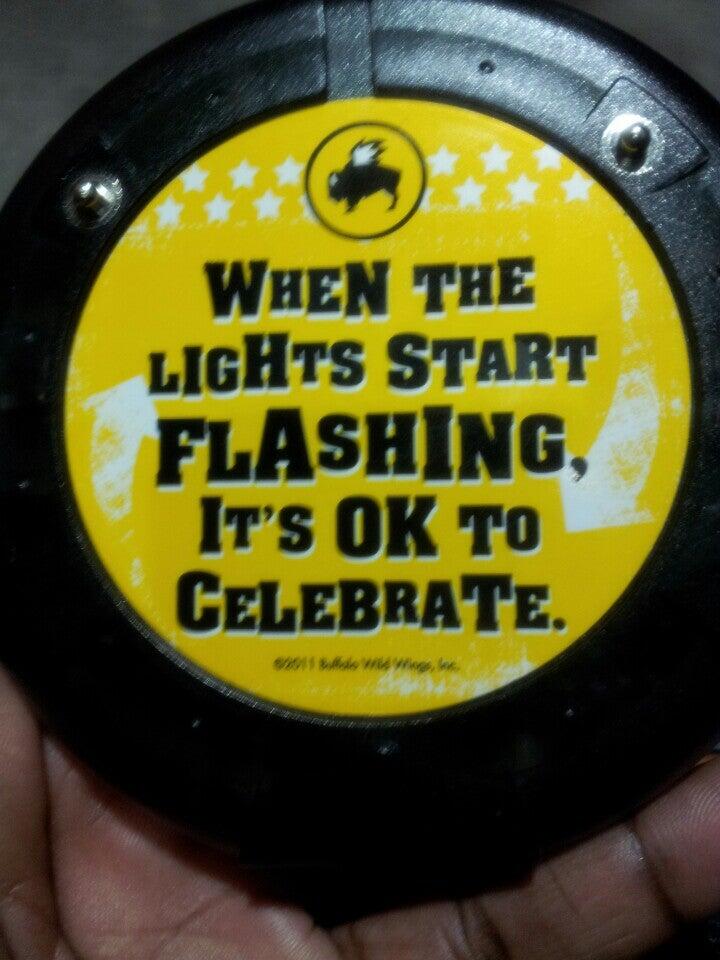 WHEN THE
LIGHTS START
FLASHING,
IT'S OK TO
CELEBRATE.
©2011 Buffalo Wild Wings, Inc.